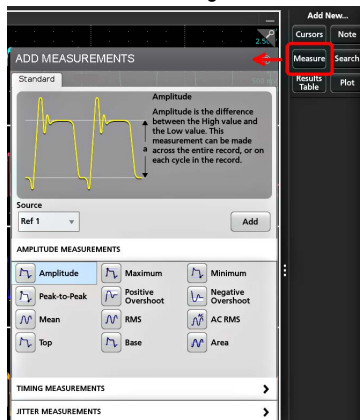 Add New...
Cursors
Note
Measure
Search
Results
Table
Plot
ADD MEASUREMENTS
Standard
Amplitude
Amplitude is the difference
between the High value and
the Low value. This
measurement can be made
a across the entire record, or on
each cycle in the record.
Source
Ref 1
Add
AMPLITUDE MEASUREMENTS
Amplitude
Maximum
Minimum
Peak-to-Peak
Positive
Overshoot
Negative
Overshoot
Mean
RMS
AC RMS
Top
Base
Area
TIMING MEASUREMENTS
JITTER MEASUREMENTS